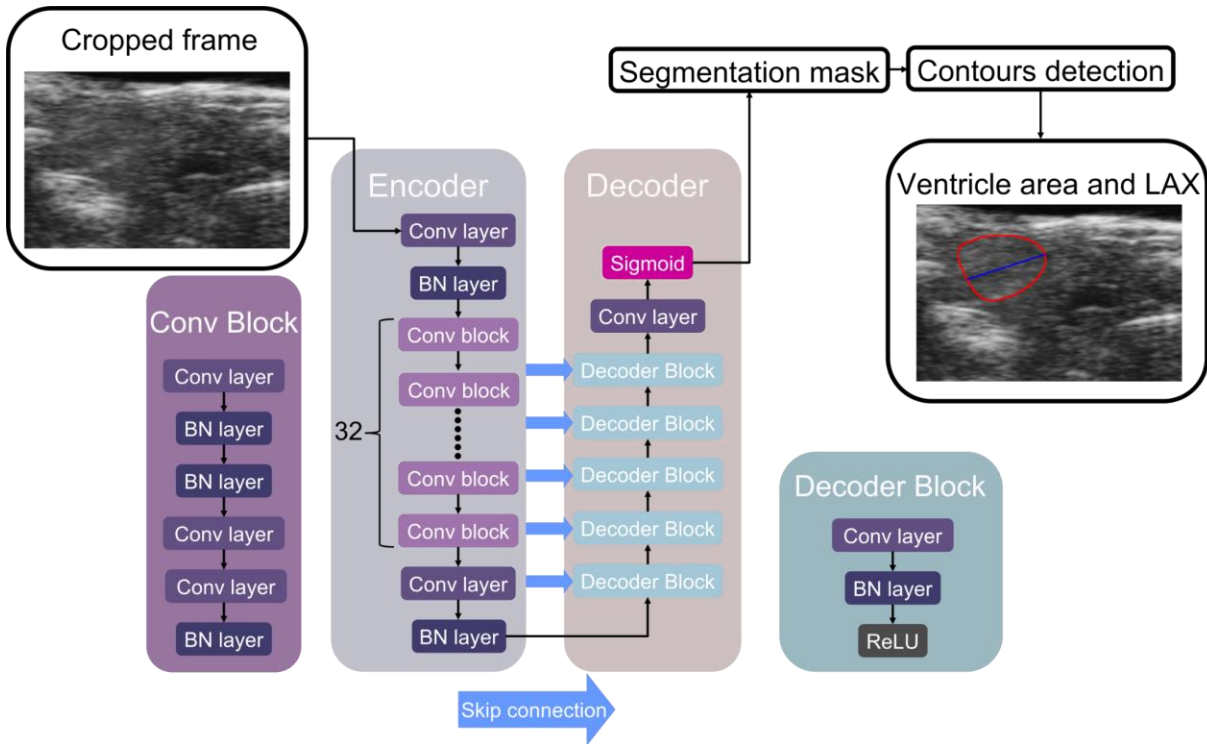 Cropped frame
Segmentation mask
Contours detection
Ventricle area and LAX
Encoder
Conv layer
BN layer
Conv block
Conv block
32
Conv block
Conv block
Conv layer
BN layer
Decoder
Sigmoid
Conv layer
Decoder Block
Decoder Block
Decoder Block
Decoder Block
Decoder Block
Conv Block
Conv layer
BN layer
BN layer
Conv layer
Conv layer
BN layer
Decoder Block
Conv layer
BN layer
ReLU
Skip connection